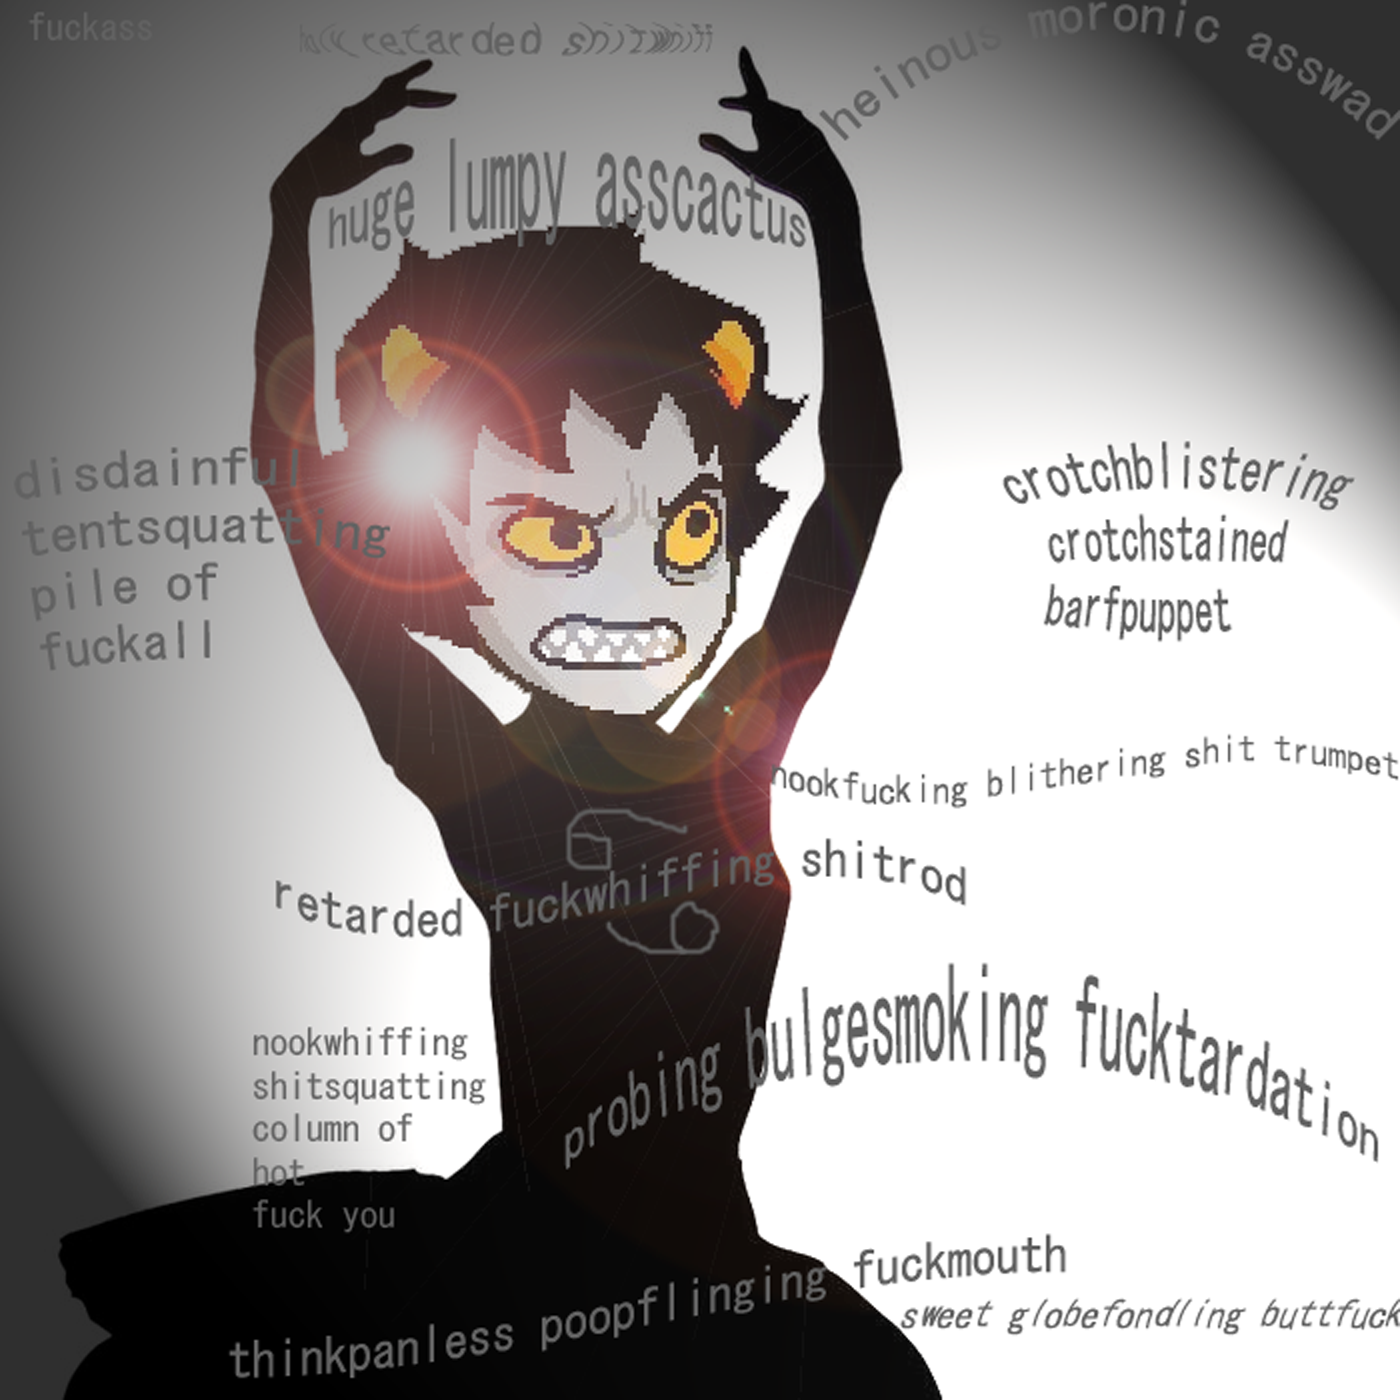 fuckass
retarded
heinous moronic asswad
huge lumpy asscactus
disdainful
tentsquatting
pile of
fuckall
crotchblistering
crotchstained
barfpuppet
nookfucking blithering shit trumpet
retarded fuckwhiffing shitrod
nookwhiffing
shitsquatting
column of
hot
fuck you
probing bulgesmoking fucktardation
thinkpanless poopflinging fuckmouth
sweet globefondling buttfuck